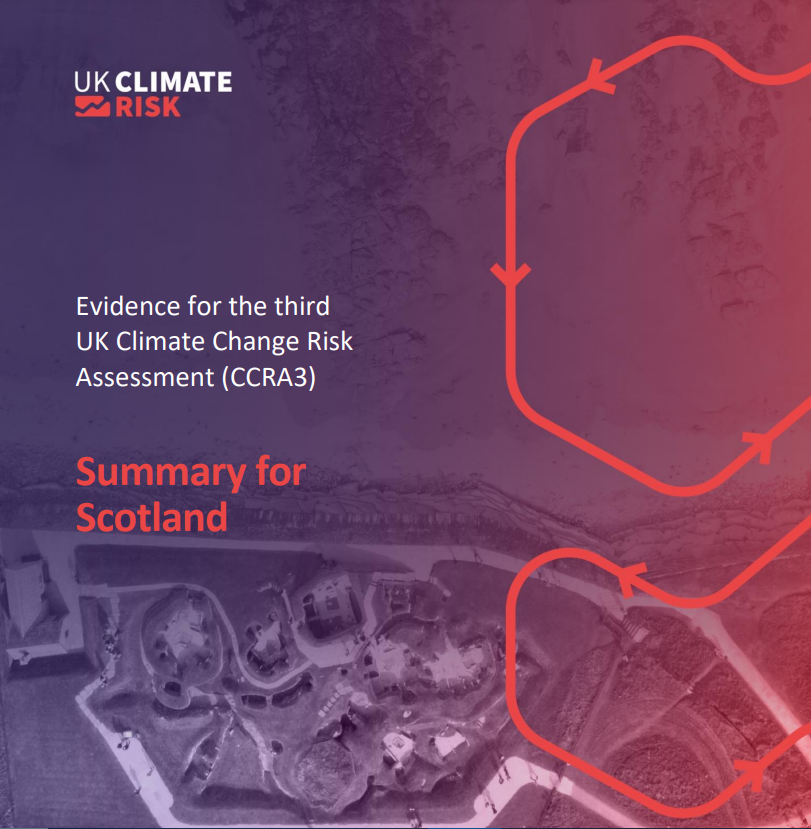 UK CLIMATE
RISK
Evidence for the third
UK Climate Change Risk
Assessment (CCRA3)
Summary for
Scotland